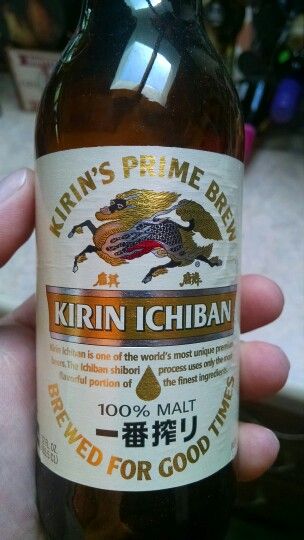 KIRIN'S PRIME BREW
麒 麟
KIRIN ICHIBAN
Kirin Ichiban is one of the world's most unique premium
beers. The Ichiban shibori process uses only the most
flavorful portion of the finest ingredients.
100% MALT
一番搾り
BREWED FOR GOOD TIMES